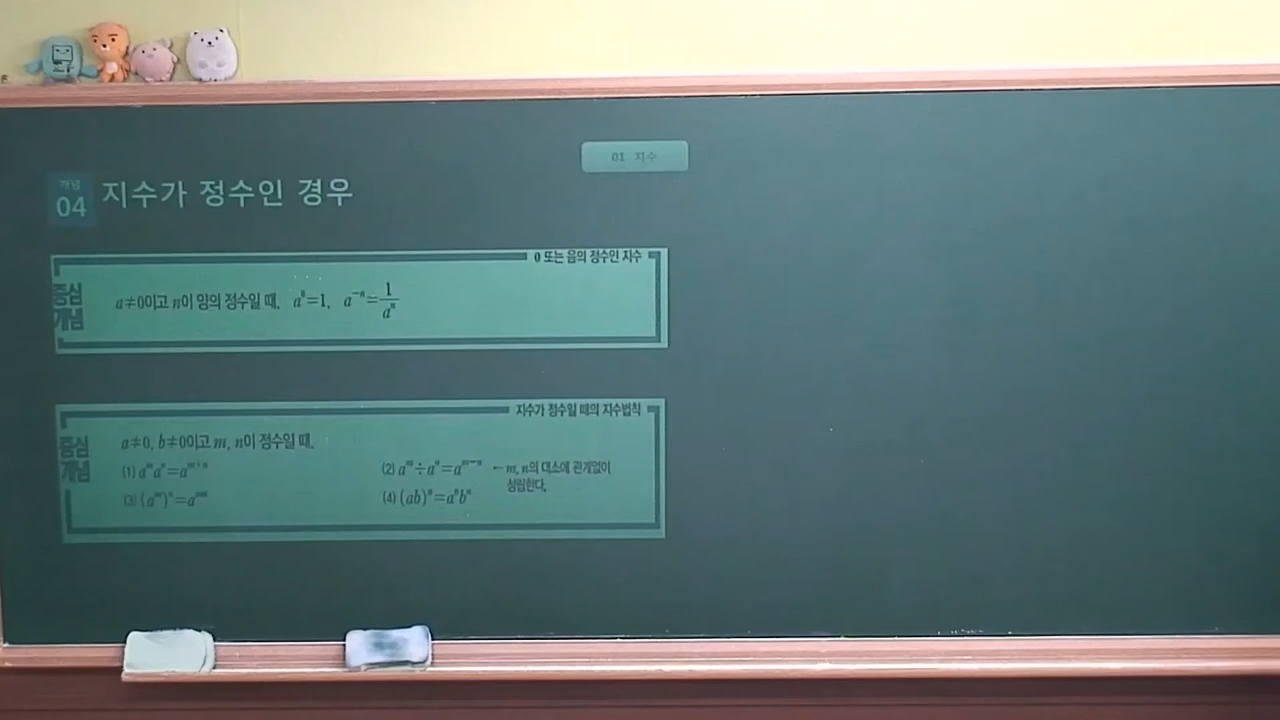 01 지수
개념
04 지수가 정수인 경우
0 또는 음의 정수인 지수
중심
개념
a≠0이고 n이 양의 정수일 때, a⁰=1, a⁻ⁿ=1/aⁿ
지수가 정수일 때의 지수법칙
중심
개념
a≠0, b≠0이고 m, n이 정수일 때,
(1) aᵐaⁿ=aᵐ⁺ⁿ
(2) aᵐ÷aⁿ=aᵐ⁻ⁿ ← m, n의 대소에 관계없이
성립한다.
(3) (aᵐ)ⁿ=aᵐⁿ
(4) (ab)ⁿ=aⁿbⁿ